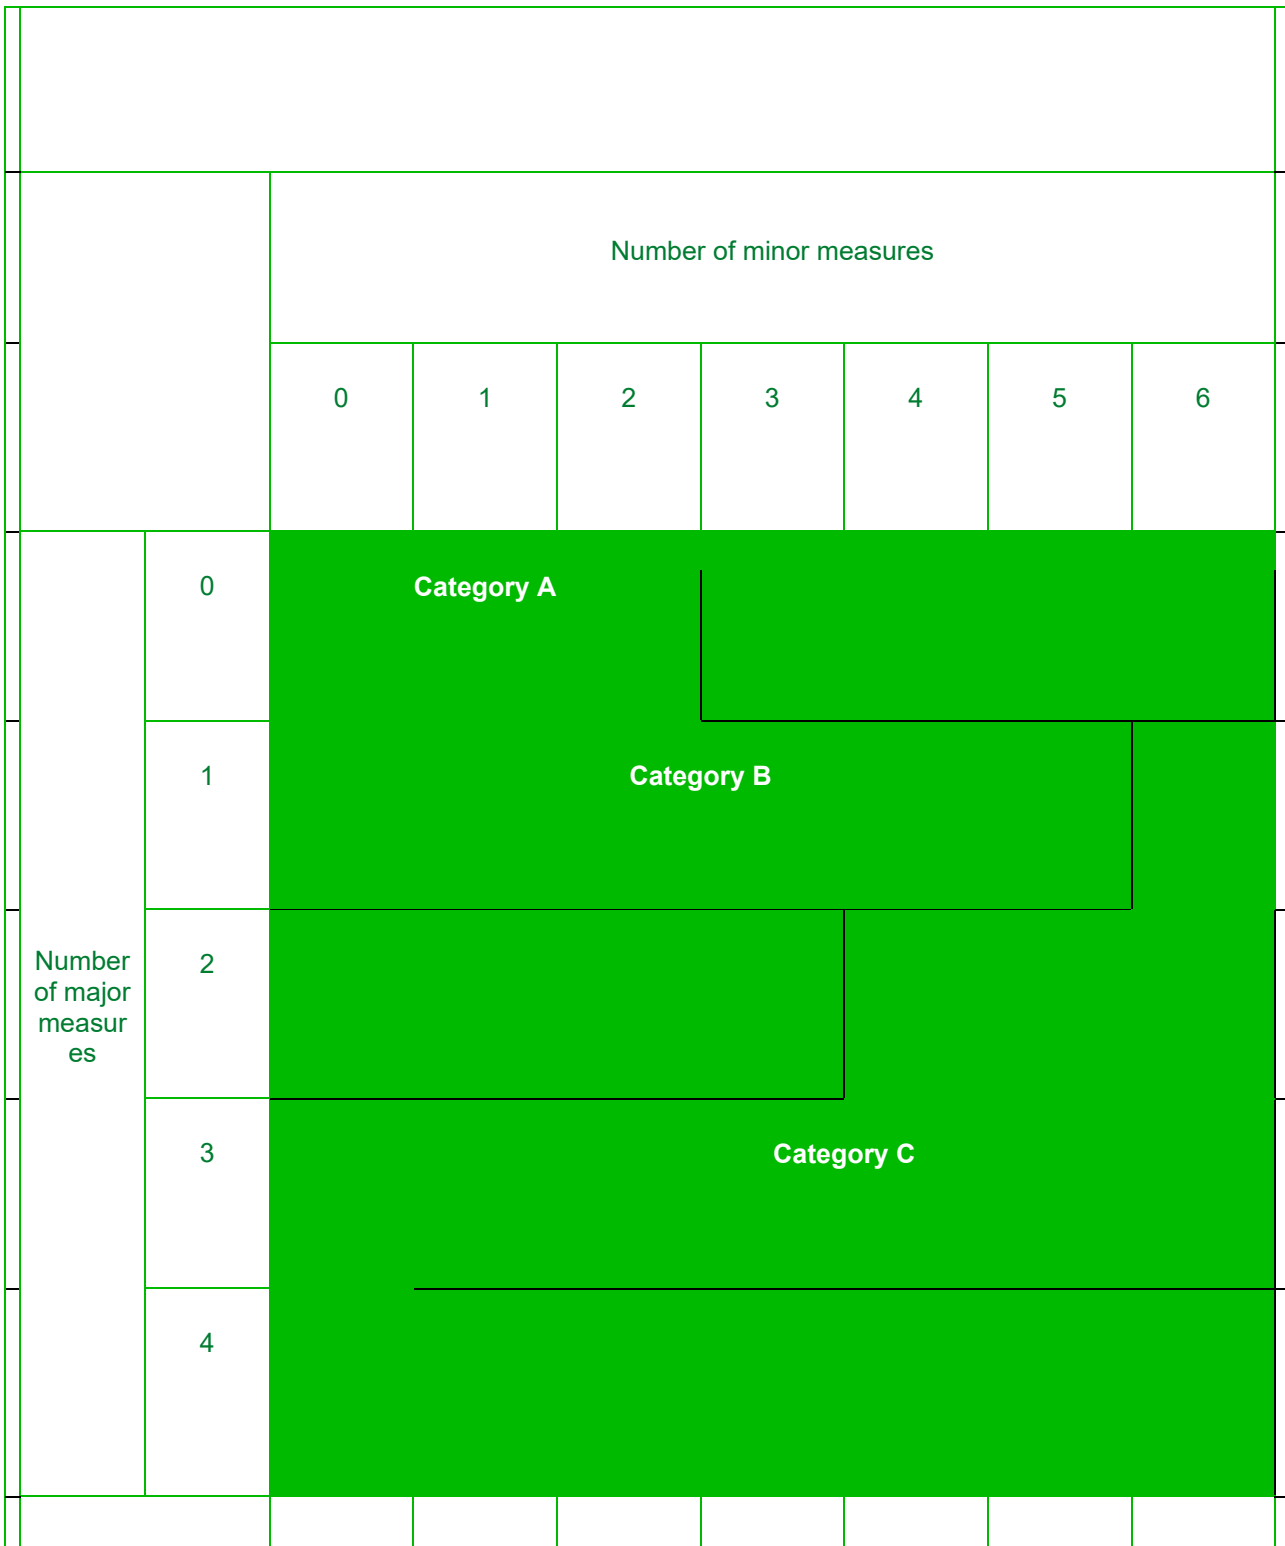 Number of minor measures
0 1 2 3 4 5 6
0 Category A
1 Category B
Number
of major
measur
es
2
3 Category C
4